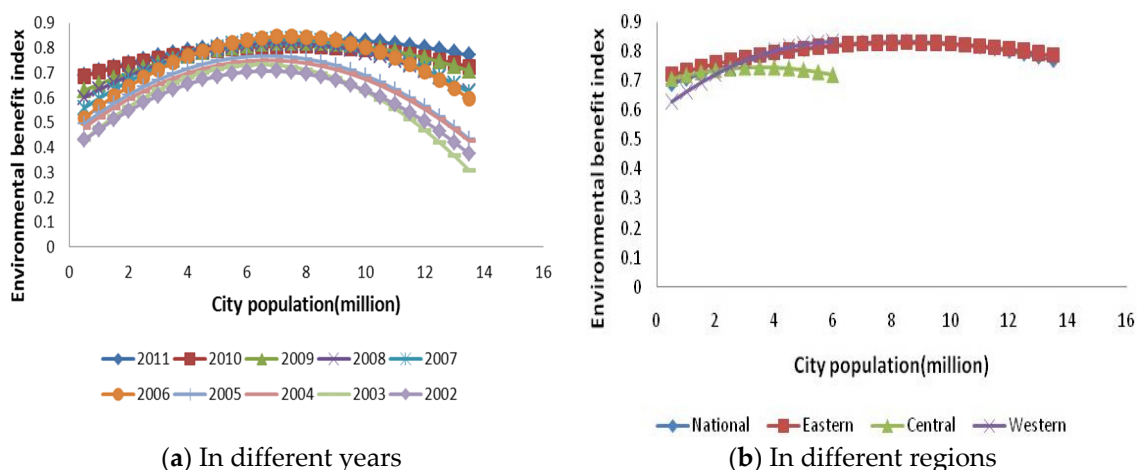 Environmental benefit index
0.9
0.8
0.7
0.6
0.5
0.4
0.3
0.2
0.1
0
0 2 4 6 8 10 12 14 16
City population(million)
2011 2010 2009 2008 2007
2006 2005 2004 2003 2002
(a) In different years
Environmental benefit index
0.9
0.8
0.7
0.6
0.5
0.4
0.3
0.2
0.1
0
0 2 4 6 8 10 12 14 16
City population(million)
National Eastern Central Western
(b) In different regions